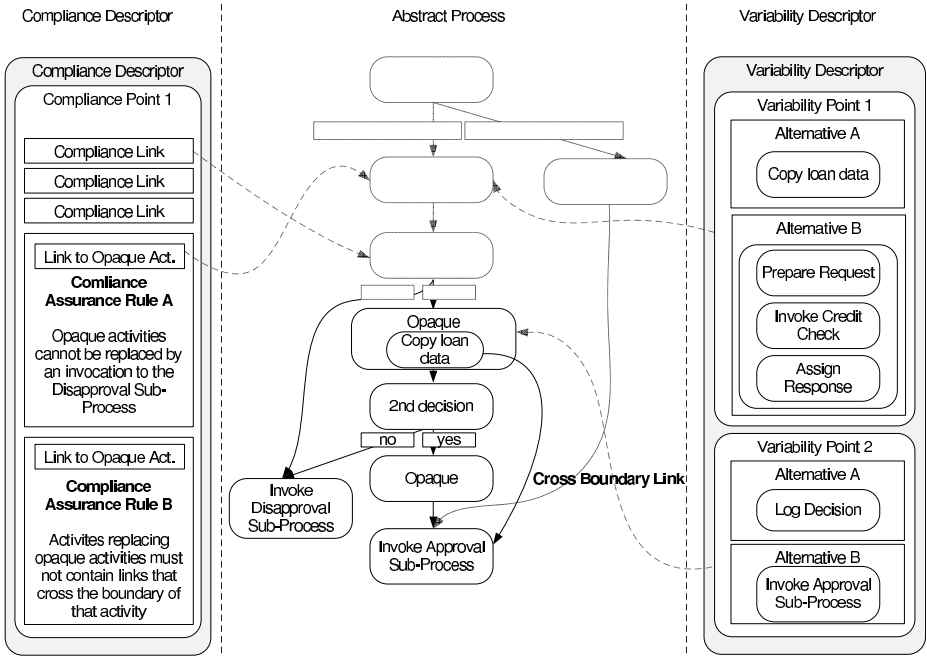 Compliance Descriptor
Abstract Process
Variability Descriptor
Compliance Descriptor
Compliance Point 1
Compliance Link
Compliance Link
Compliance Link
Link to Opaque Act.
Comliance
Assurance Rule A
Opaque activities
cannot be replaced by
an invocation to the
Disapproval Sub-
Process
Link to Opaque Act.
Compliance
Assurance Rule B
Activites replacing
opaque activities must
not contain links that
cross the boundary of
that activity
Opaque
Copy loan
data
2nd decision
no
yes
Opaque
Invoke
Disapproval
Sub-Process
Invoke Approval
Sub-Process
Cross Boundary Link
Variability Descriptor
Variability Point 1
Alternative A
Copy loan data
Alternative B
Prepare Request
Invoke Credit
Check
Assign
Response
Variability Point 2
Alternative A
Log Decision
Alternative B
Invoke Approval
Sub-Process